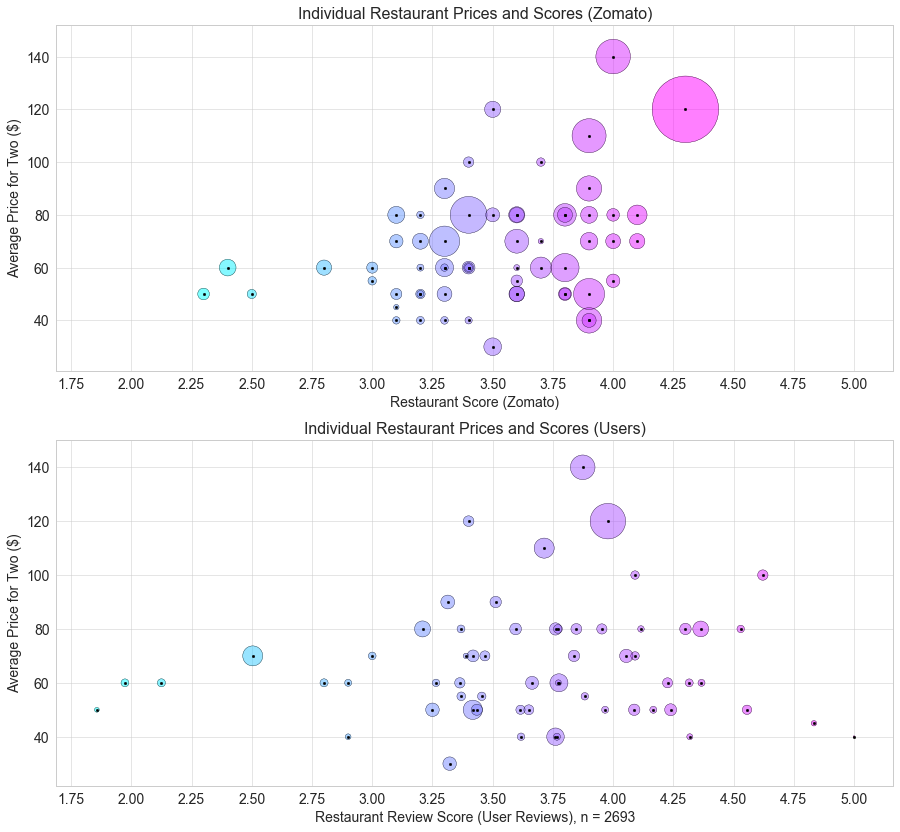 Individual Restaurant Prices and Scores (Zomato)
140
120
100
80
60
40
Average Price for Two ($)
1.75 2.00 2.25 2.50 2.75 3.00 3.25 3.50 3.75 4.00 4.25 4.50 4.75 5.00
Restaurant Score (Zomato)
Individual Restaurant Prices and Scores (Users)
140
120
100
80
60
40
Average Price for Two ($)
1.75 2.00 2.25 2.50 2.75 3.00 3.25 3.50 3.75 4.00 4.25 4.50 4.75 5.00
Restaurant Review Score (User Reviews), n = 2693